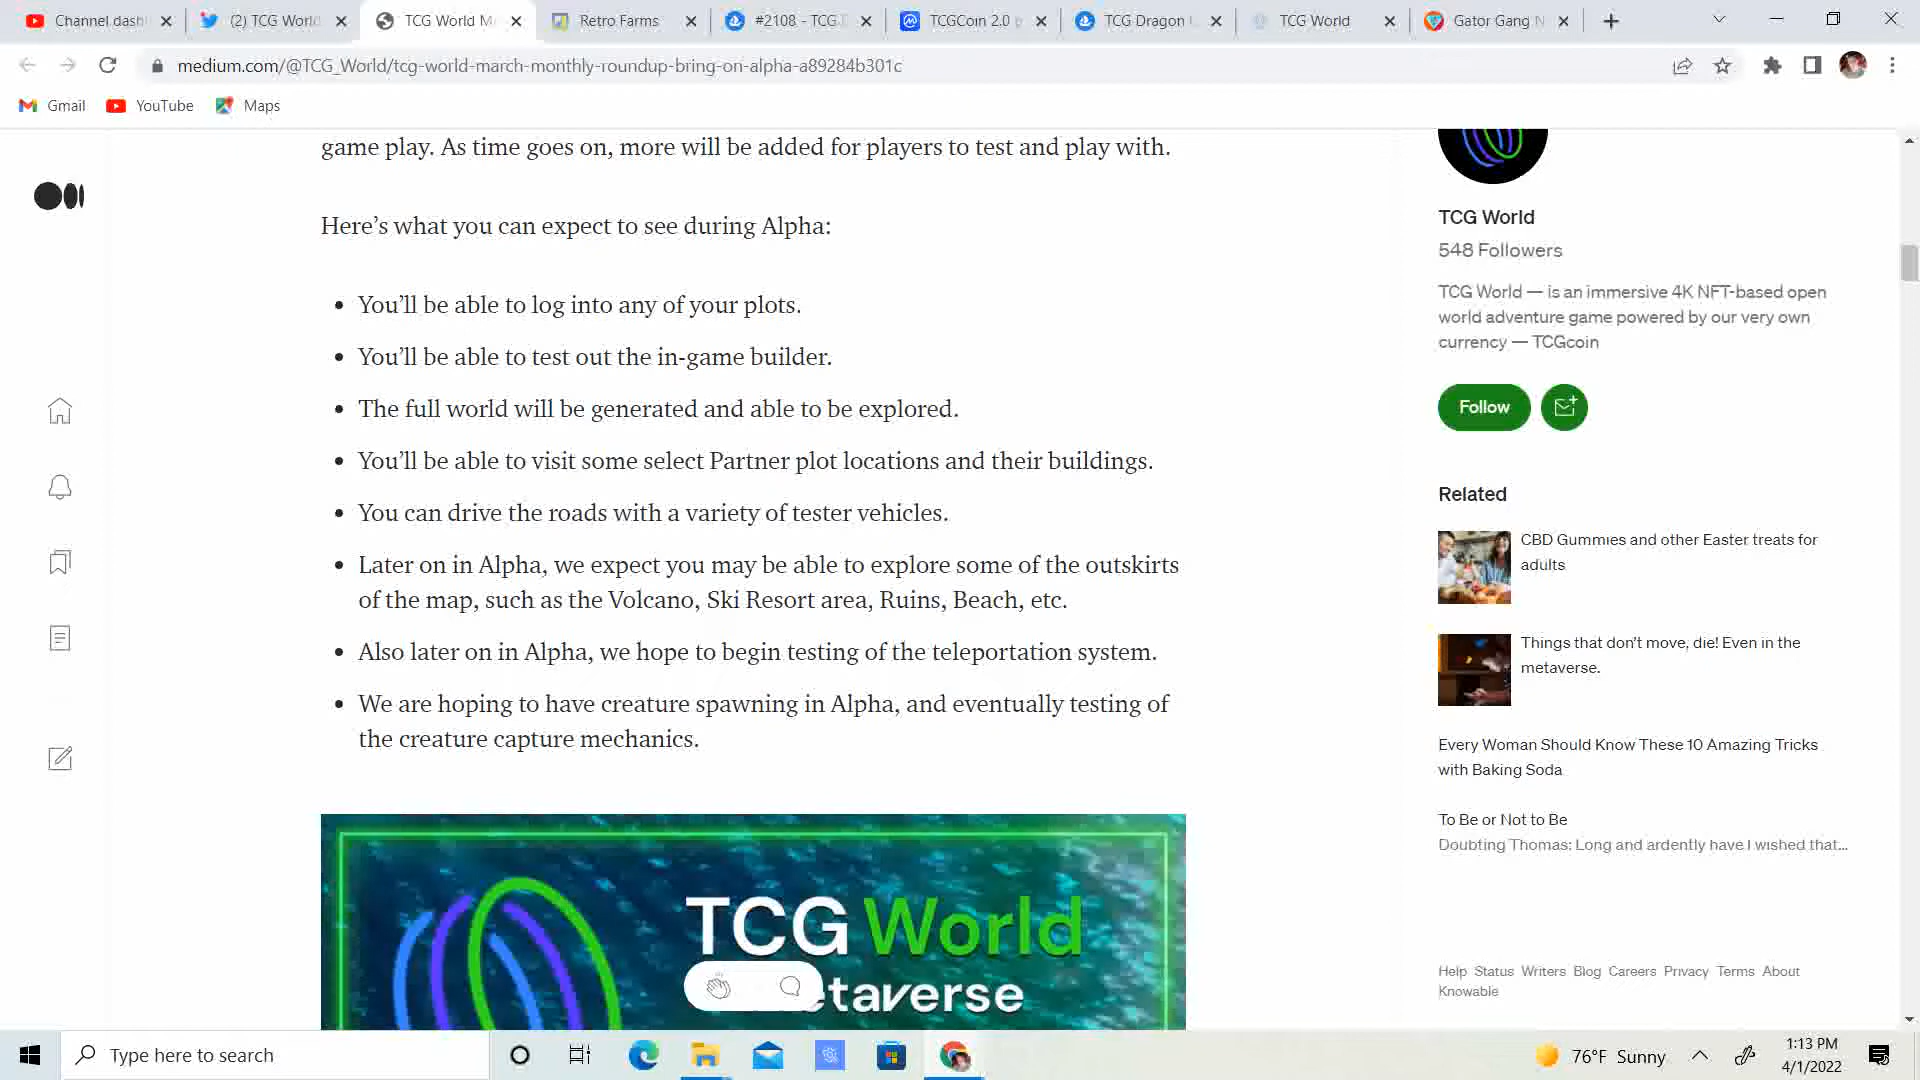 Channel dash
(2) TCG World
TCG World M
Retro Farms
#2108 - TCG
TCGCoin 2.0 p
TCG Dragon
TCG World
Gator Gang N
medium.com/@TCG_World/tcg-world-march-monthly-roundup-bring-on-alpha-a89284b301c
Gmail
YouTube
Maps
game play. As time goes on, more will be added for players to test and play with.
Here’s what you can expect to see during Alpha:
• You’ll be able to log into any of your plots.
• You’ll be able to test out the in-game builder.
• The full world will be generated and able to be explored.
• You’ll be able to visit some select Partner plot locations and their buildings.
• You can drive the roads with a variety of tester vehicles.
• Later on in Alpha, we expect you may be able to explore some of the outskirts
of the map, such as the Volcano, Ski Resort area, Ruins, Beach, etc.
• Also later on in Alpha, we hope to begin testing of the teleportation system.
• We are hoping to have creature spawning in Alpha, and eventually testing of
the creature capture mechanics.
TCG World
etaverse
TCG World
548 Followers
TCG World — is an immersive 4K NFT-based open
world adventure game powered by our very own
currency — TCGcoin
Follow
Related
CBD Gummies and other Easter treats for
adults
Things that don’t move, die! Even in the
metaverse.
Every Woman Should Know These 10 Amazing Tricks
with Baking Soda
To Be or Not to Be
Doubting Thomas: Long and ardently have I wished that…
Help Status Writers Blog Careers Privacy Terms About
Knowable
Type here to search
76°F Sunny
1:13 PM
4/1/2022